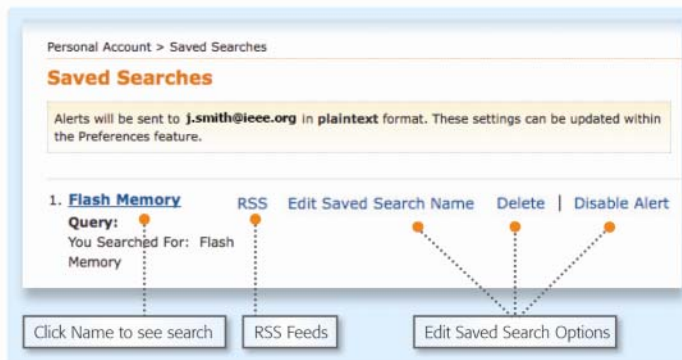 Personal Account > Saved Searches
Saved Searches
Alerts will be sent to j.smith@ieee.org in plaintext format. These settings can be updated within
the Preferences feature.
1. Flash Memory RSS Edit Saved Search Name Delete | Disable Alert
Query:
You Searched For: Flash
Memory
Click Name to see search RSS Feeds Edit Saved Search Options